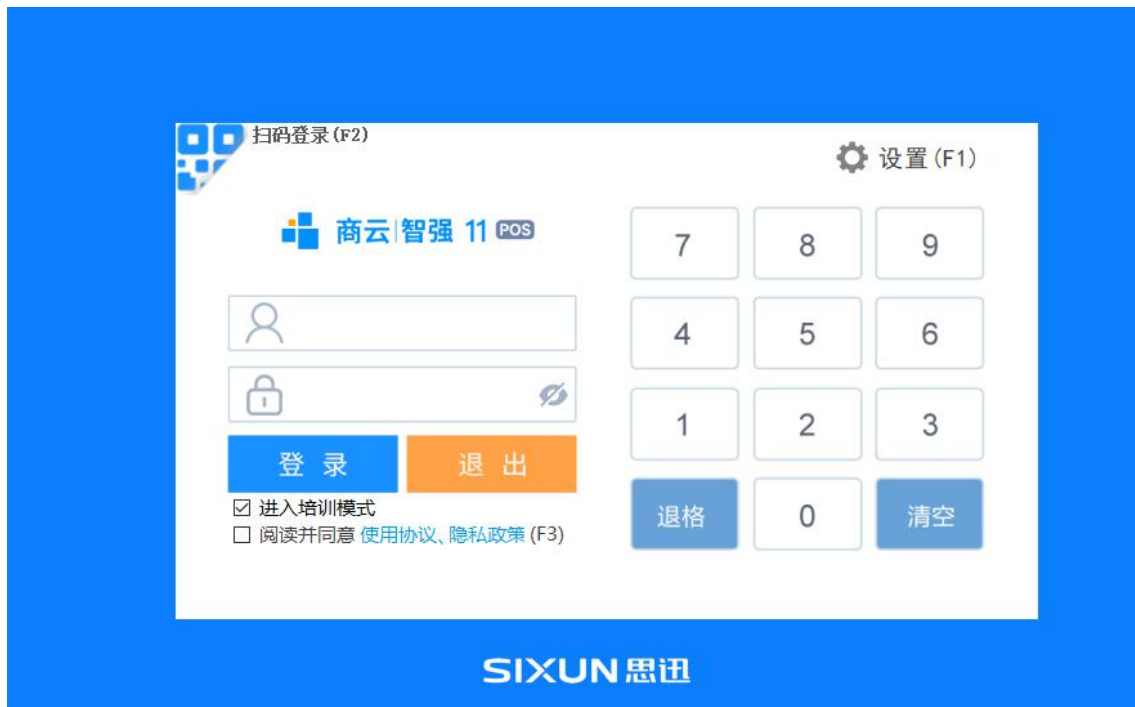 扫码登录(F2)
设置(F1)
商云|智强 11 POS
7 8 9
4 5 6
1 2 3
登 录 退 出
退格 0 清空
进入培训模式
阅读并同意 使用协议、隐私政策 (F3)
SIXUN思迅